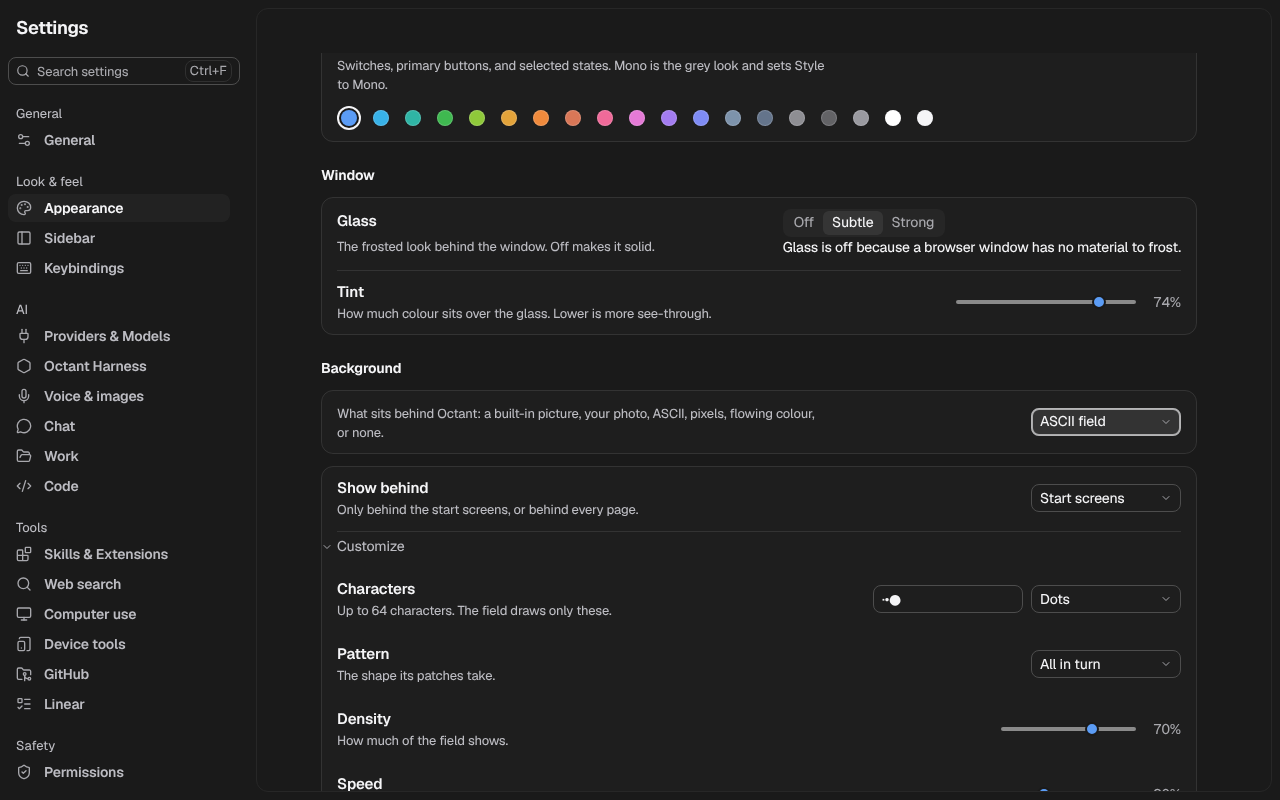 Settings
Search settings
Ctrl+F
General
General
Look & feel
Appearance
Sidebar
Keybindings
AI
Providers & Models
Octant Harness
Voice & images
Chat
Work
Code
Tools
Skills & Extensions
Web search
Computer use
Device tools
GitHub
Linear
Safety
Permissions
Switches, primary buttons, and selected states. Mono is the grey look and sets Style
to Mono.
Window
Glass
The frosted look behind the window. Off makes it solid.
Off Subtle Strong
Glass is off because a browser window has no material to frost.
Tint
How much colour sits over the glass. Lower is more see-through.
74%
Background
What sits behind Octant: a built-in picture, your photo, ASCII, pixels, flowing colour,
or none.
ASCII field
Show behind
Only behind the start screens, or behind every page.
Start screens
Customize
Characters
Up to 64 characters. The field draws only these.
Dots
Pattern
The shape its patches take.
All in turn
Density
How much of the field shows.
70%
Speed